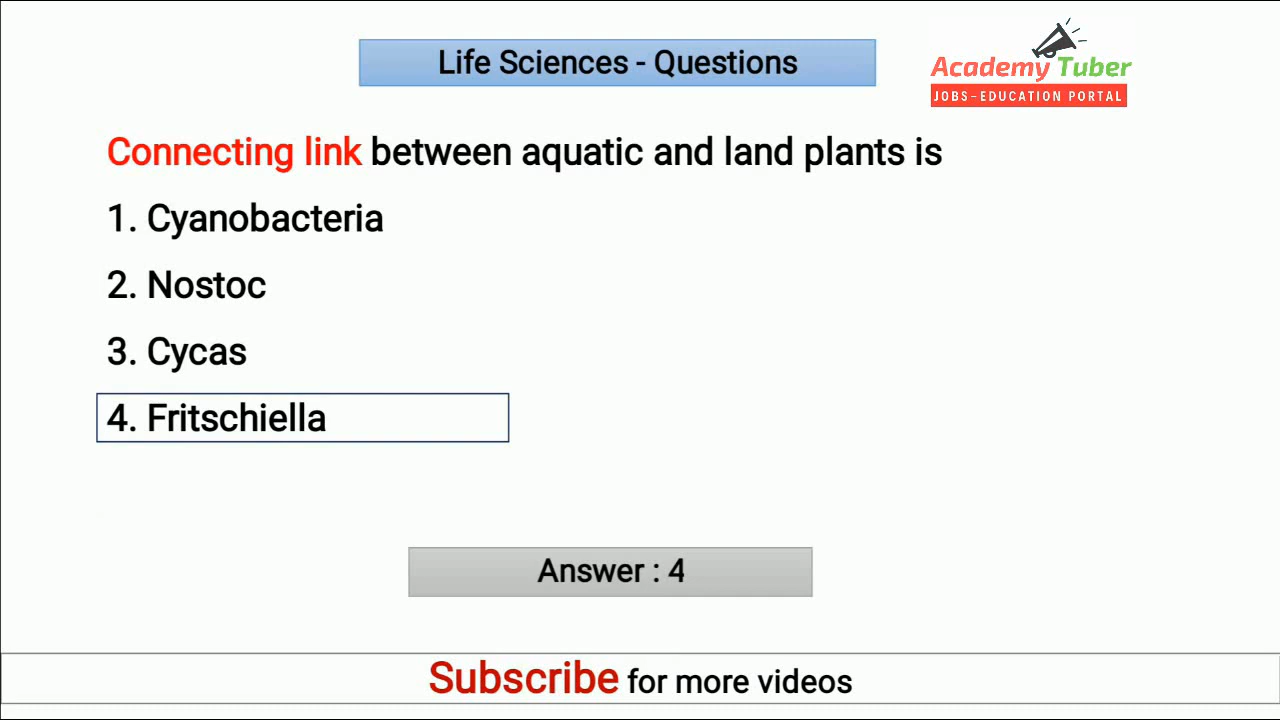 Life Sciences - Questions
Academy Tuber
JOBS-EDUCATION PORTAL
Connecting link between aquatic and land plants is
1. Cyanobacteria
2. Nostoc
3. Cycas
4. Fritschiella
Answer : 4
Subscribe for more videos